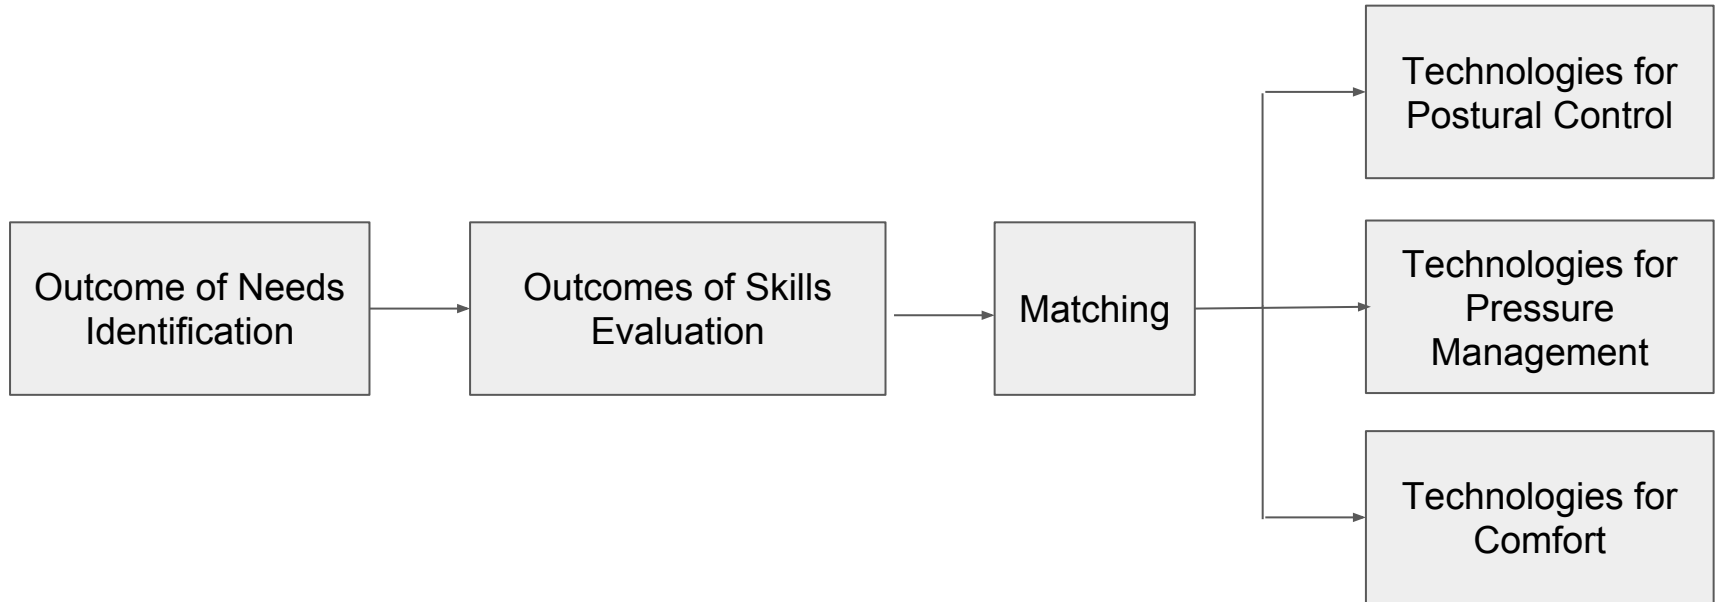 Outcome of Needs
Identification
Outcomes of Skills
Evaluation
Matching
Technologies for
Postural Control
Technologies for
Pressure
Management
Technologies for
Comfort